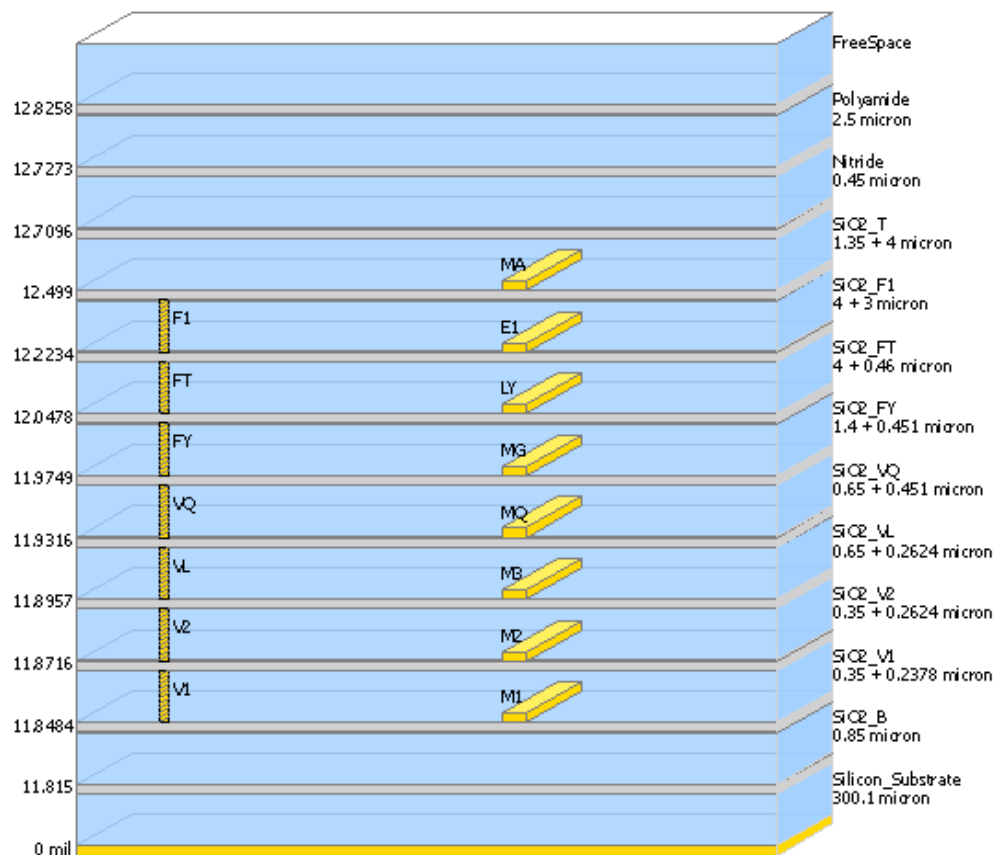 FreeSpace
12.8258
Polyamide
2.5 micron
12.7273
Nitride
0.45 micron
12.7096
SiO2_T
1.35 + 4 micron
MA
12.499
SiO2_F1
4 + 3 micron
F1
E1
12.2234
SiO2_FT
4 + 0.46 micron
FT
LY
12.0478
SiO2_FY
1.4 + 0.451 micron
FY
MG
11.9749
SiO2_VQ
0.65 + 0.451 micron
VQ
MQ
11.9316
SiO2_VL
0.65 + 0.2624 micron
VL
M3
11.8957
SiO2_V2
0.35 + 0.2624 micron
V2
M2
11.8716
SiO2_V1
0.35 + 0.2378 micron
V1
M1
11.8484
SiO2_B
0.85 micron
11.815
Silicon_Substrate
300.1 micron
0 mil